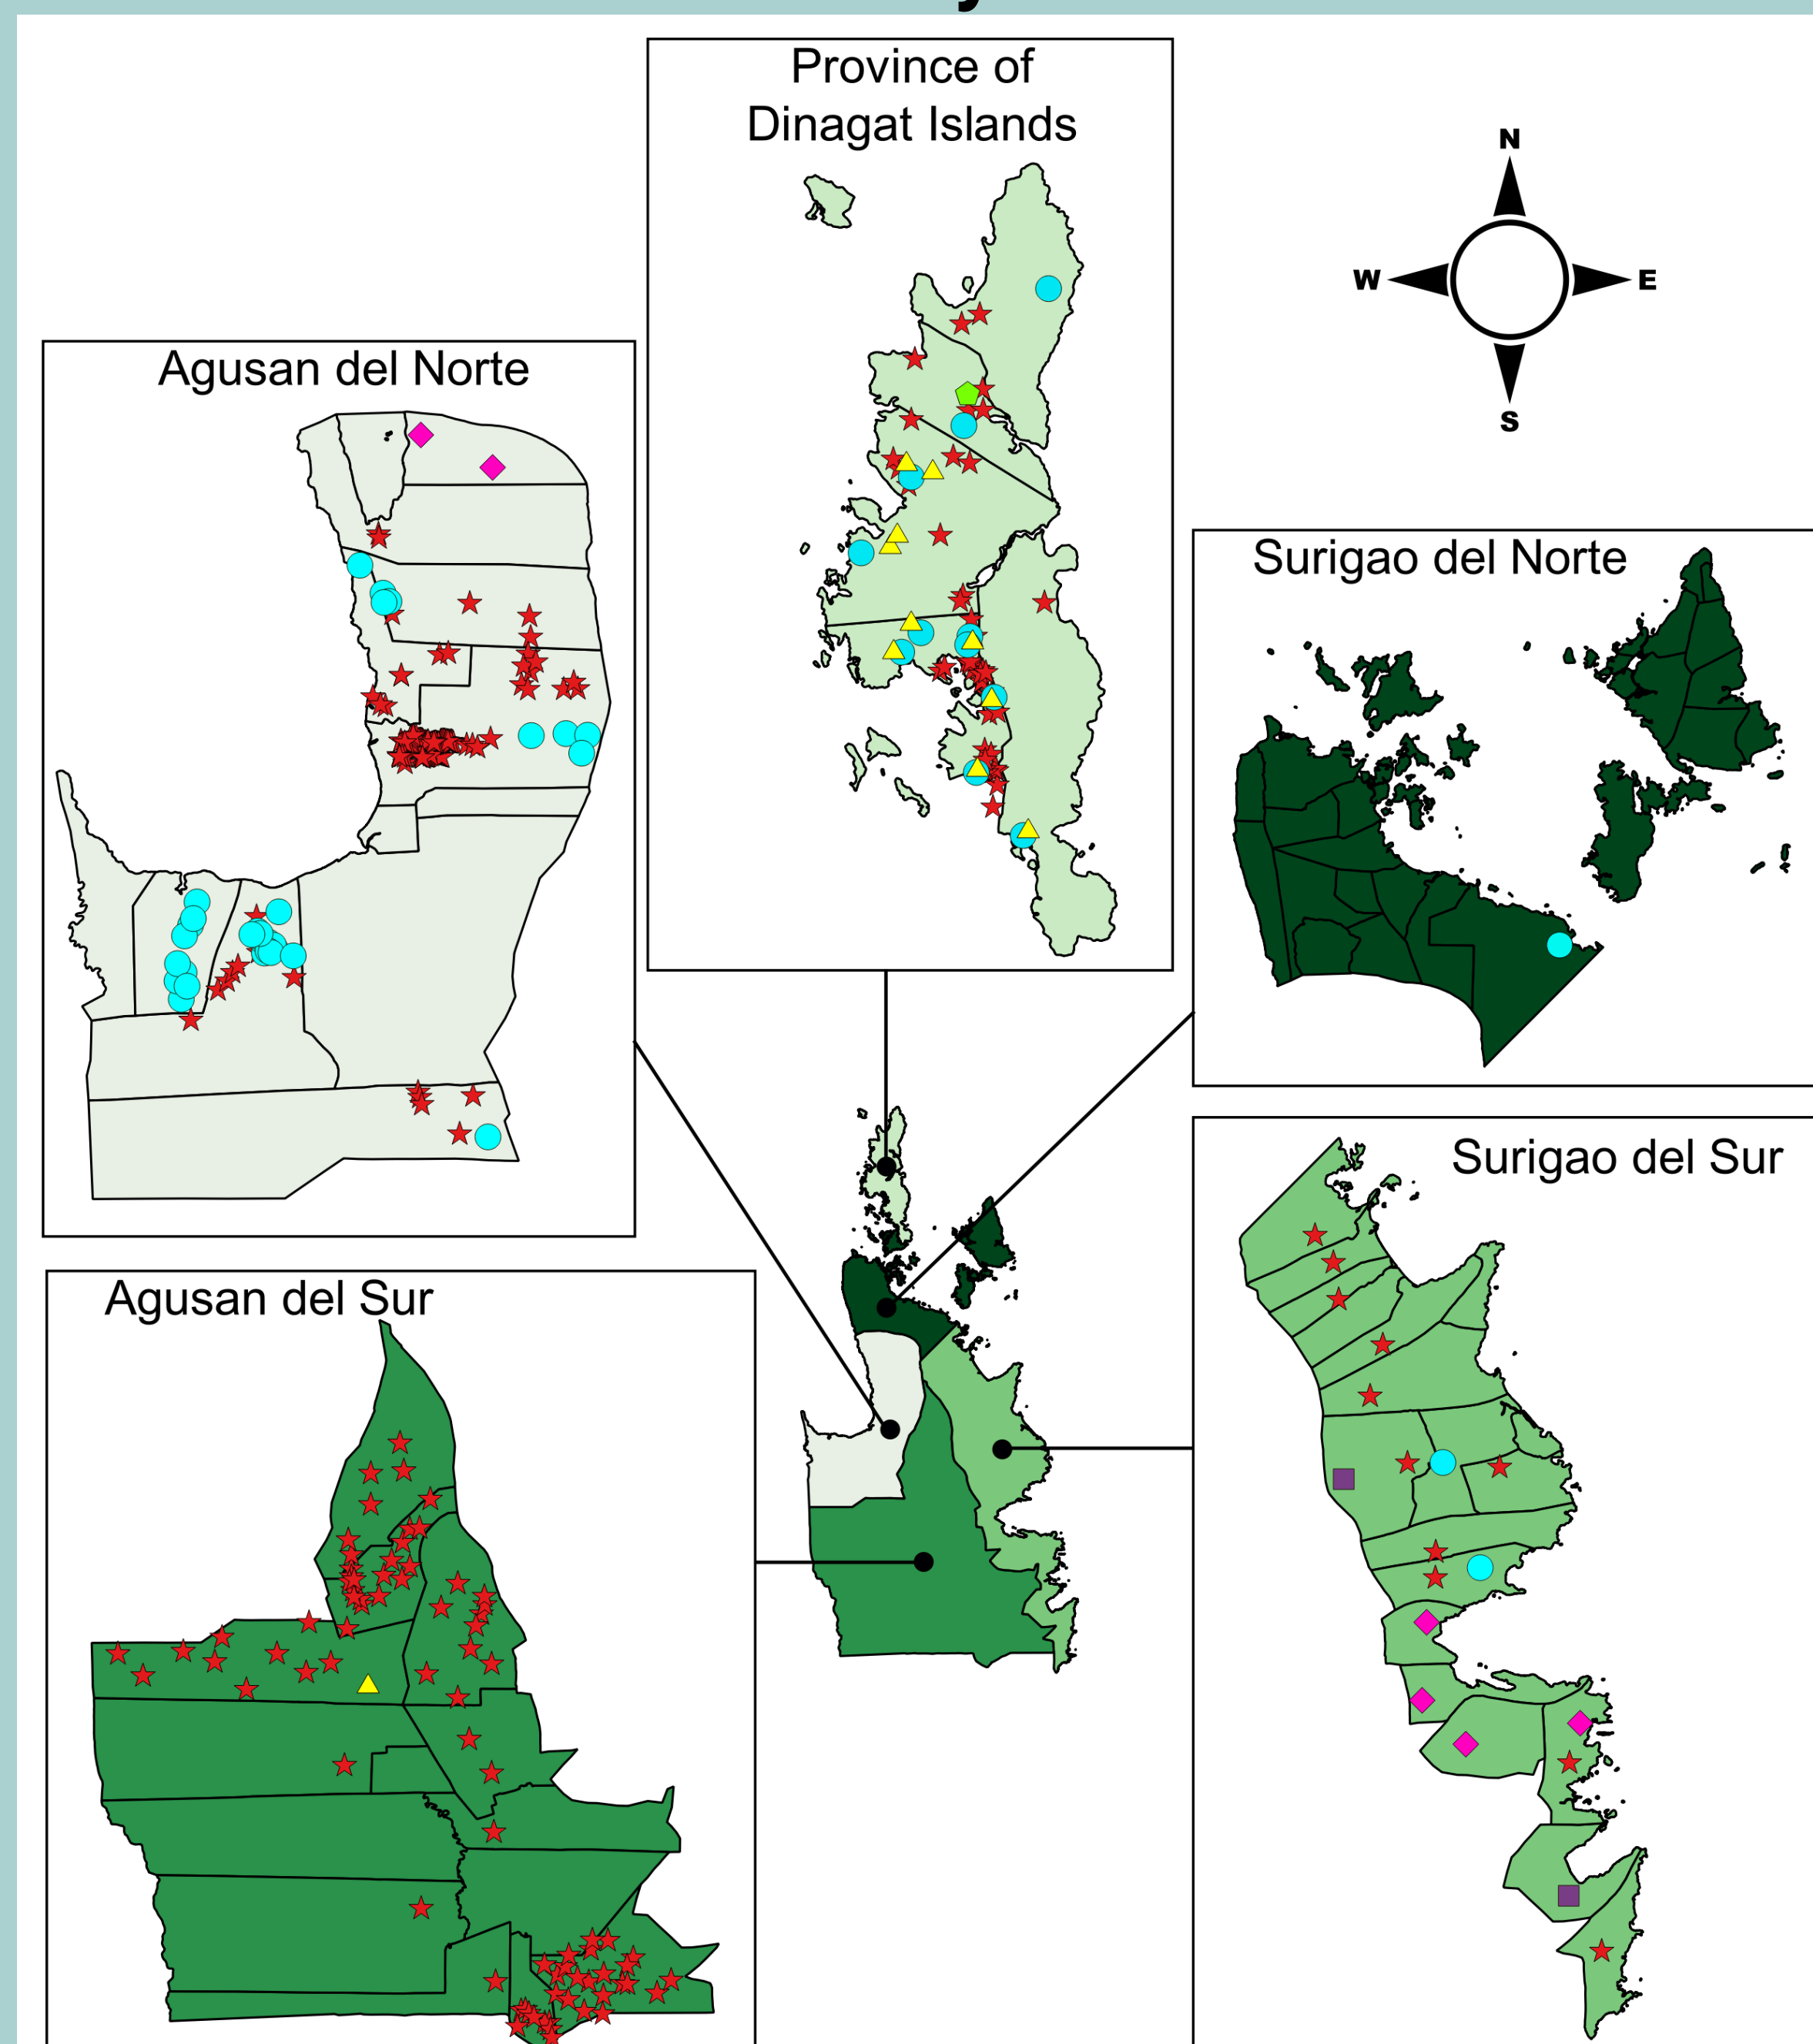 Province of
Dinagat Islands
N
W
E
S
Agusan del Norte
Surigao del Norte
Surigao del Sur
Agusan del Sur